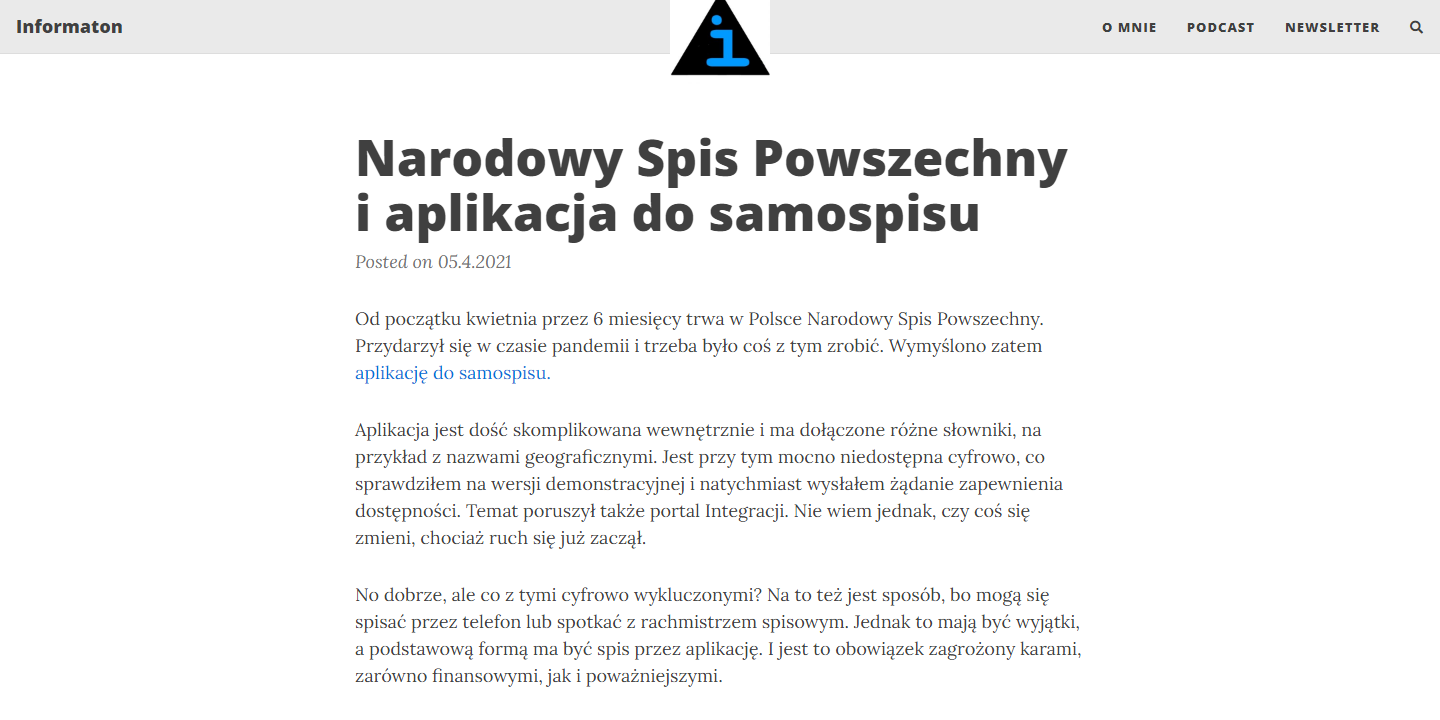 Informaton
i
O MNIE
PODCAST
NEWSLETTER
Narodowy Spis Powszechny
i aplikacja do samospisu
Posted on 05.4.2021
Od początku kwietnia przez 6 miesięcy trwa w Polsce Narodowy Spis Powszechny.
Przydarzył się w czasie pandemii i trzeba było coś z tym zrobić. Wymyślono zatem
aplikację do samospisu.
Aplikacja jest dość skomplikowana wewnętrznie i ma dołączone różne słowniki, na
przykład z nazwami geograficznymi. Jest przy tym mocno niedostępna cyfrowo, co
sprawdziłem na wersji demonstracyjnej i natychmiast wysłałem żądanie zapewnienia
dostępności. Temat poruszył także portal Integracji. Nie wiem jednak, czy coś się
zmieni, chociaż ruch się już zaczął.
No dobrze, ale co z tymi cyfrowo wykluczonymi? Na to też jest sposób, bo mogą się
spisać przez telefon lub spotkać z rachmistrzem spisowym. Jednak to mają być wyjątki,
a podstawową formą ma być spis przez aplikację. I jest to obowiązek zagrożony karami,
zarówno finansowymi, jak i poważniejszymi.